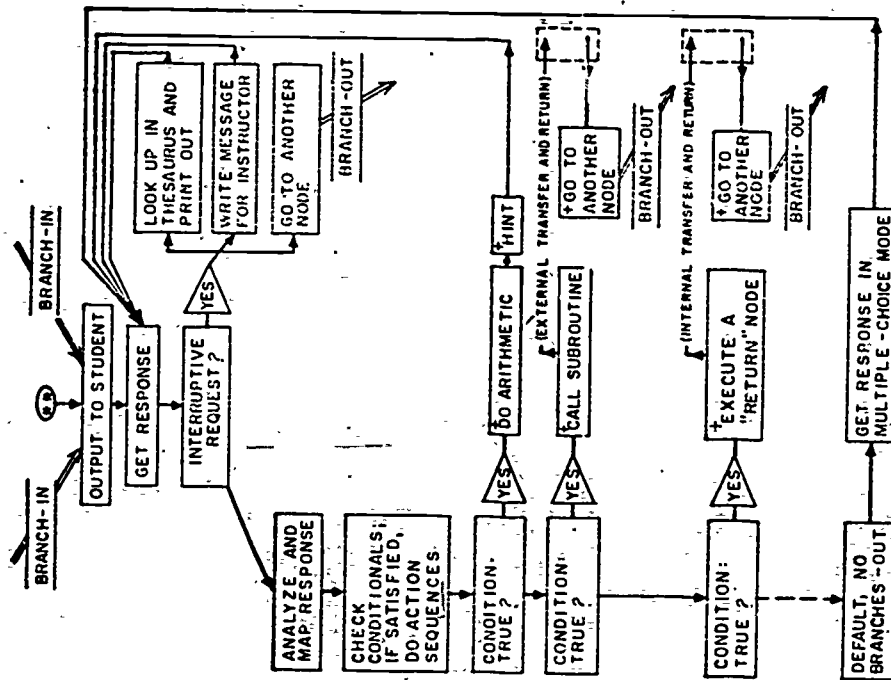 **
BRANCH-IN
BRANCH-IN
OUTPUT TO STUDENT
GET RESPONSE
INTERRUPTIVE
REQUEST?
YES
LOOK UP IN
THESAURUS AND
PRINT OUT
WRITE MESSAGE
FOR INSTRUCTOR
GO TO ANOTHER
NODE
BRANCH-OUT
ANALYZE AND
MAP RESPONSE
CHECK
CONDITIONALS;
IF SATISFIED,
DO ACTION
SEQUENCES
CONDITION:
TRUE?
YES
+DO ARITHMETIC
+HINT
CONDITION:
TRUE?
YES
+CALL SUBROUTINE
(EXTERNAL TRANSFER AND RETURN)
+GO TO
ANOTHER
NODE
BRANCH-OUT
CONDITION:
TRUE?
YES
+EXECUTE A
"RETURN" NODE
(INTERNAL TRANSFER AND RETURN)
+GO TO
ANOTHER
NODE
BRANCH-OUT
DEFAULT, NO
BRANCHES-OUT
GET RESPONSE IN
MULTIPLE-CHOICE MODE